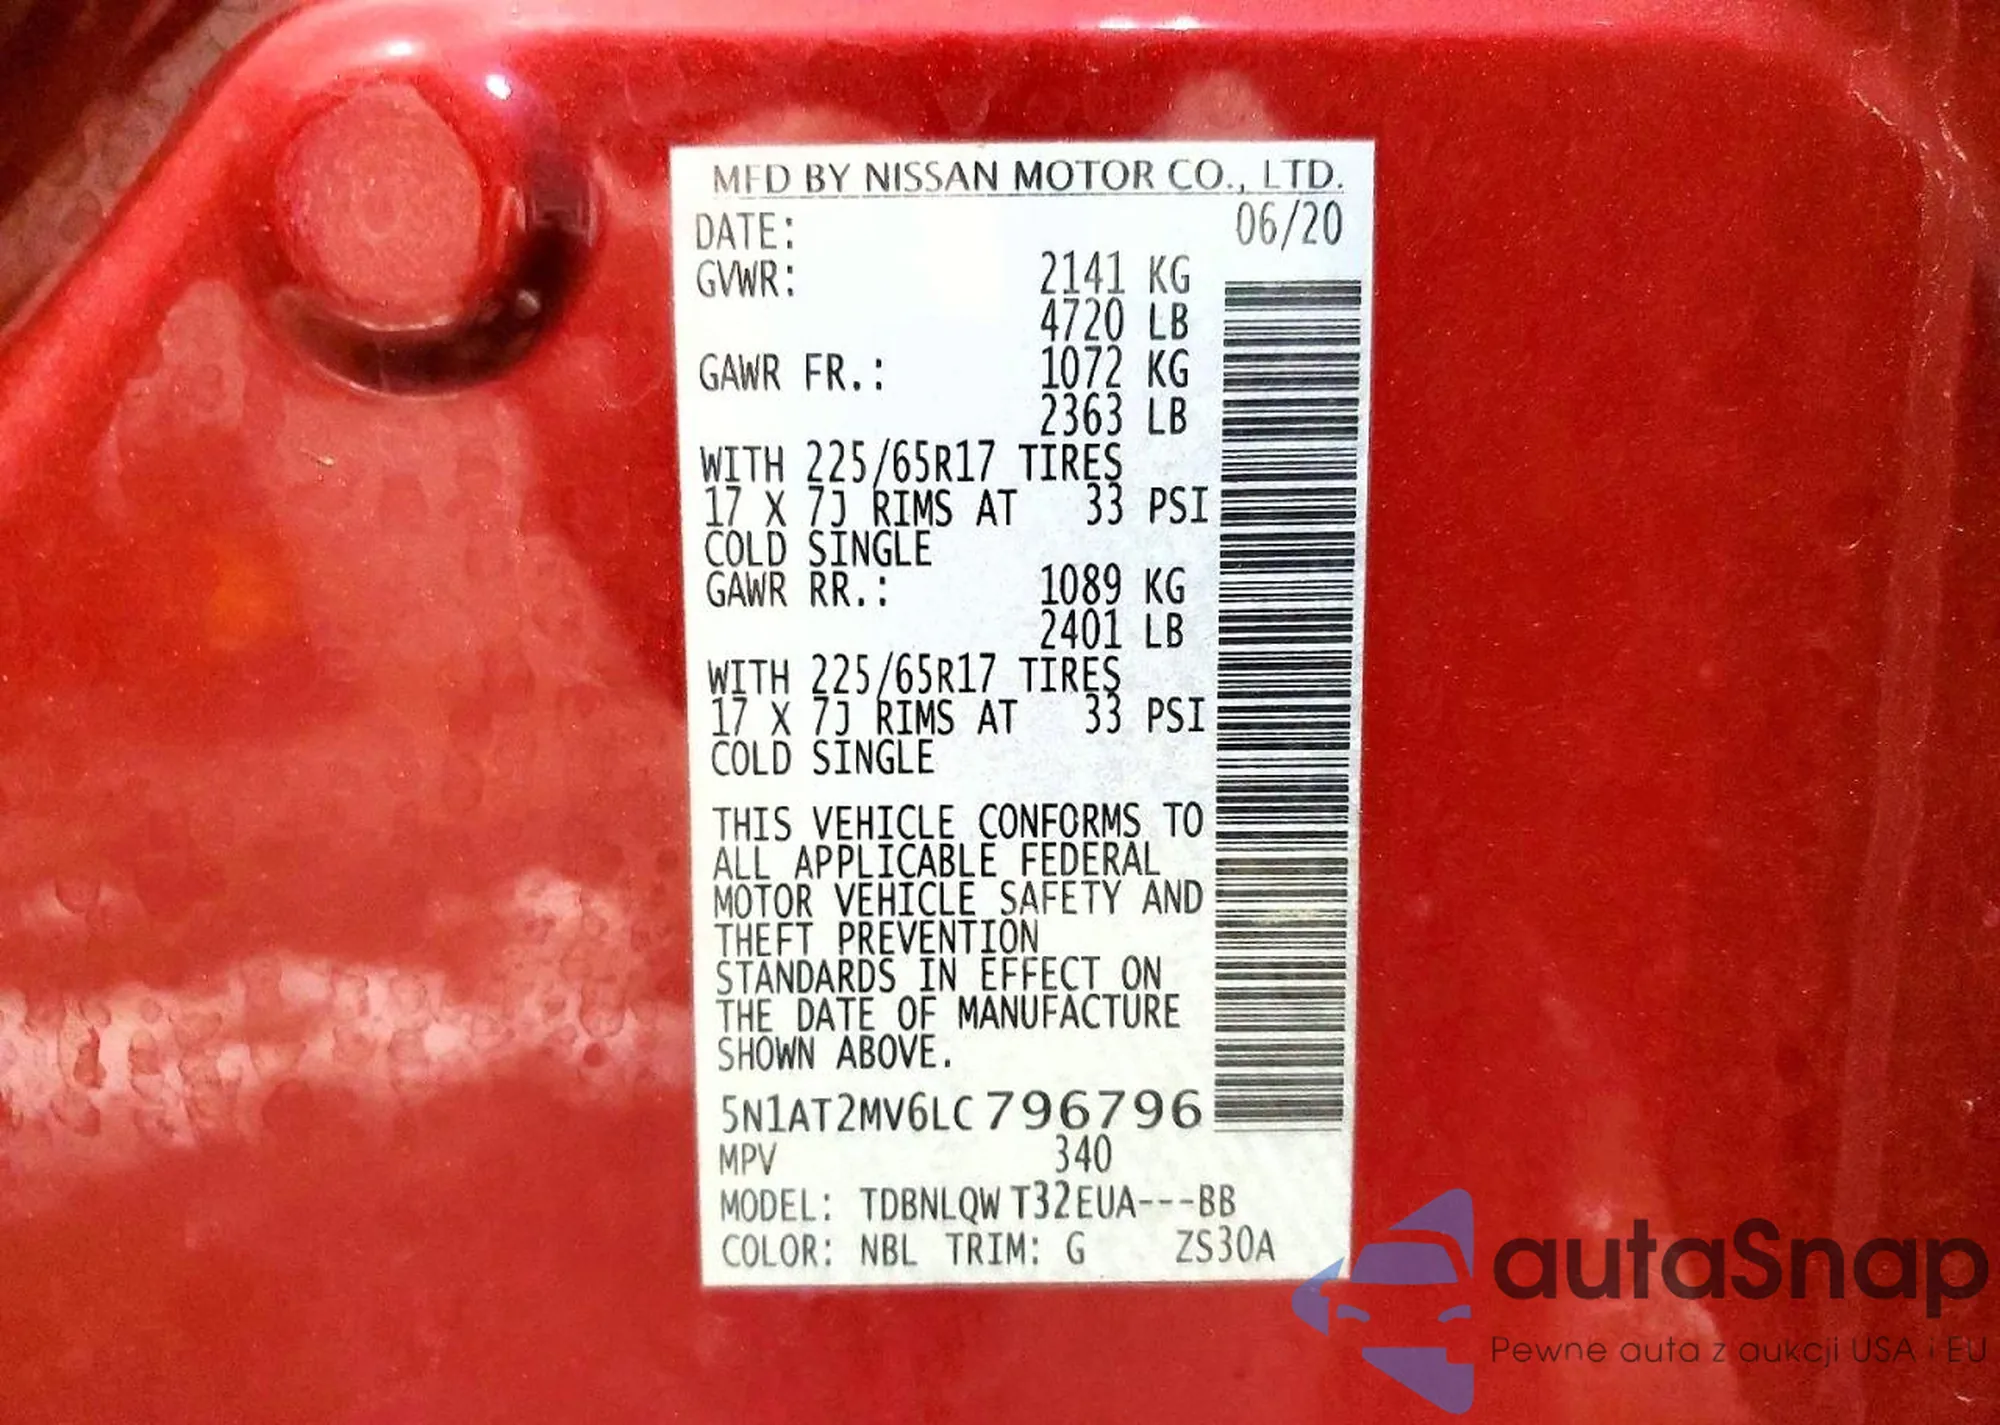 MFD BY NISSAN MOTOR CO., LTD.
DATE: 06/20
GVWR: 2141 KG
4720 LB
GAWR FR.: 1072 KG
2363 LB
WITH 225/65R17 TIRES
17 X 7J RIMS AT 33 PSI
COLD SINGLE
GAWR RR.: 1089 KG
2401 LB
WITH 225/65R17 TIRES
17 X 7J RIMS AT 33 PSI
COLD SINGLE
THIS VEHICLE CONFORMS TO
ALL APPLICABLE FEDERAL
MOTOR VEHICLE SAFETY AND
THEFT PREVENTION
STANDARDS IN EFFECT ON
THE DATE OF MANUFACTURE
SHOWN ABOVE.
5N1AT2MV6LC796796
MPV 340
MODEL: TDBNLQW T32EUA---BB
COLOR: NBL TRIM: G ZS30A
autaSnap
Pewne auta z aukcji USA i EU